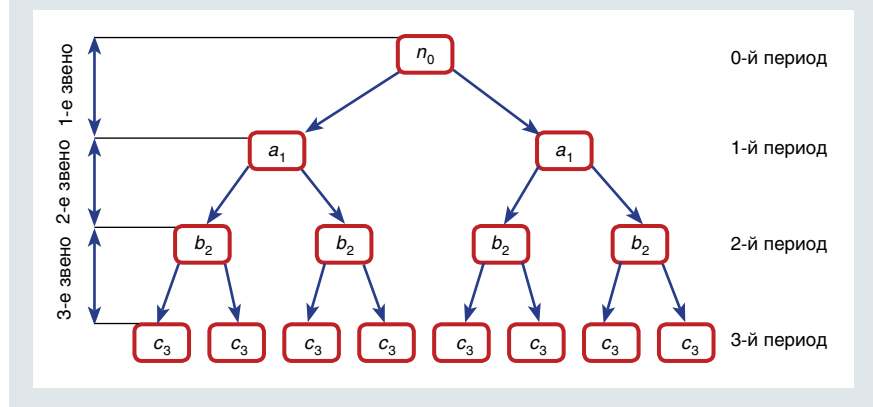 n₀ 0-й период
1-е звено
a₁ a₁ 1-й период
2-е звено
b₂ b₂ b₂ b₂ 2-й период
3-е звено
c₃ c₃ c₃ c₃ c₃ c₃ c₃ c₃ 3-й период